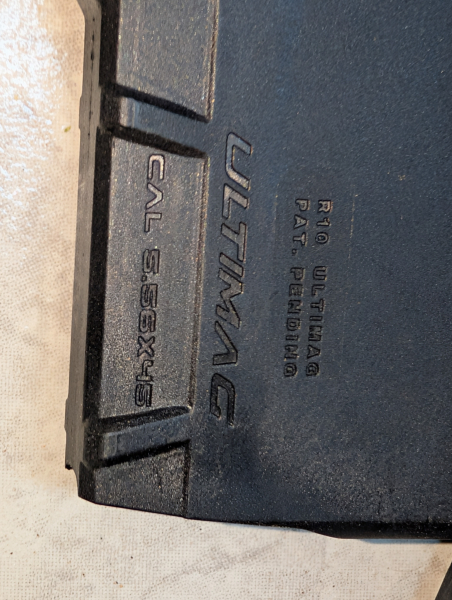 R10 ULTIMAG
PAT. PENDING
ULTIMAG
CAL 5.56X45